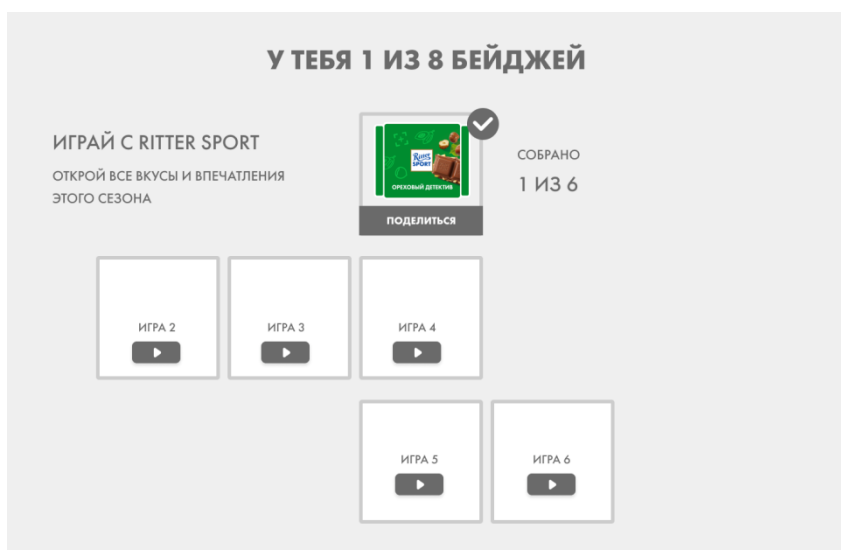 У ТЕБЯ 1 ИЗ 8 БЕЙДЖЕЙ
ИГРАЙ С RITTER SPORT
ОТКРОЙ ВСЕ ВКУСЫ И ВПЕЧАТЛЕНИЯ
ЭТОГО СЕЗОНА
Ritter
SPORT
ОРЕХОВЫЙ ДЕТЕКТИВ
ПОДЕЛИТЬСЯ
СОБРАНО
1 ИЗ 6
ИГРА 2
ИГРА 3
ИГРА 4
ИГРА 5
ИГРА 6